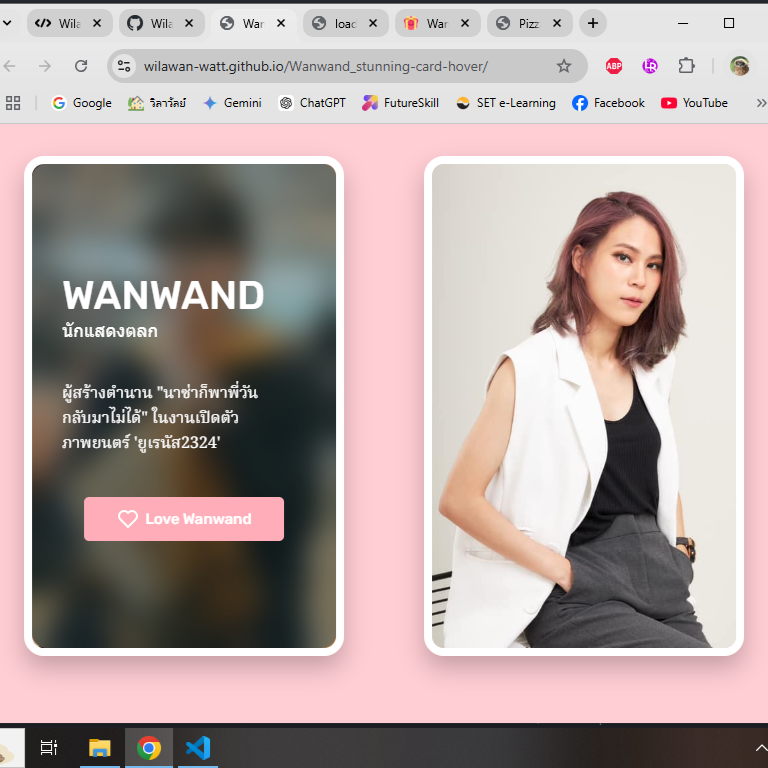 Wila
Wila
War
load
War
Pizz
wilawan-watt.github.io/Wanwand_stunning-card-hover/
Google
วิลาวัลย์
Gemini
ChatGPT
FutureSkill
SET e-Learning
Facebook
YouTube
ABP
WANWAND
นักแสดงตลก
ผู้สร้างตำนาน "นาซ่าก็พาพี่วัน
กลับมาไม่ได้" ในงานเปิดตัว
ภาพยนตร์ 'ยูเรนัส2324'
Love Wanwand